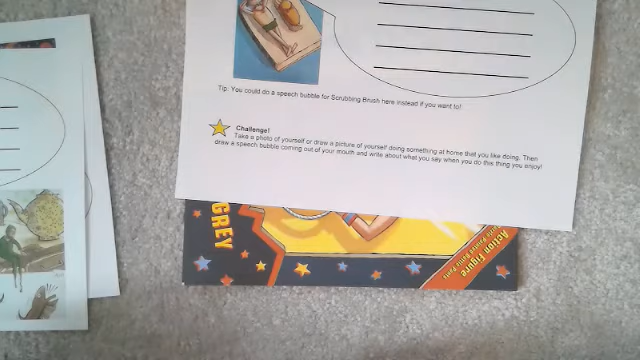 Tip: You could do a speech bubble for Scrubbing Brush here instead if you want to!
Challenge!
Take a photo of yourself or draw a picture of yourself doing something at home that you like doing. Then
draw a speech bubble coming out of your mouth and write about what you say when you do this thing you enjoy!
GREY
Action Figure